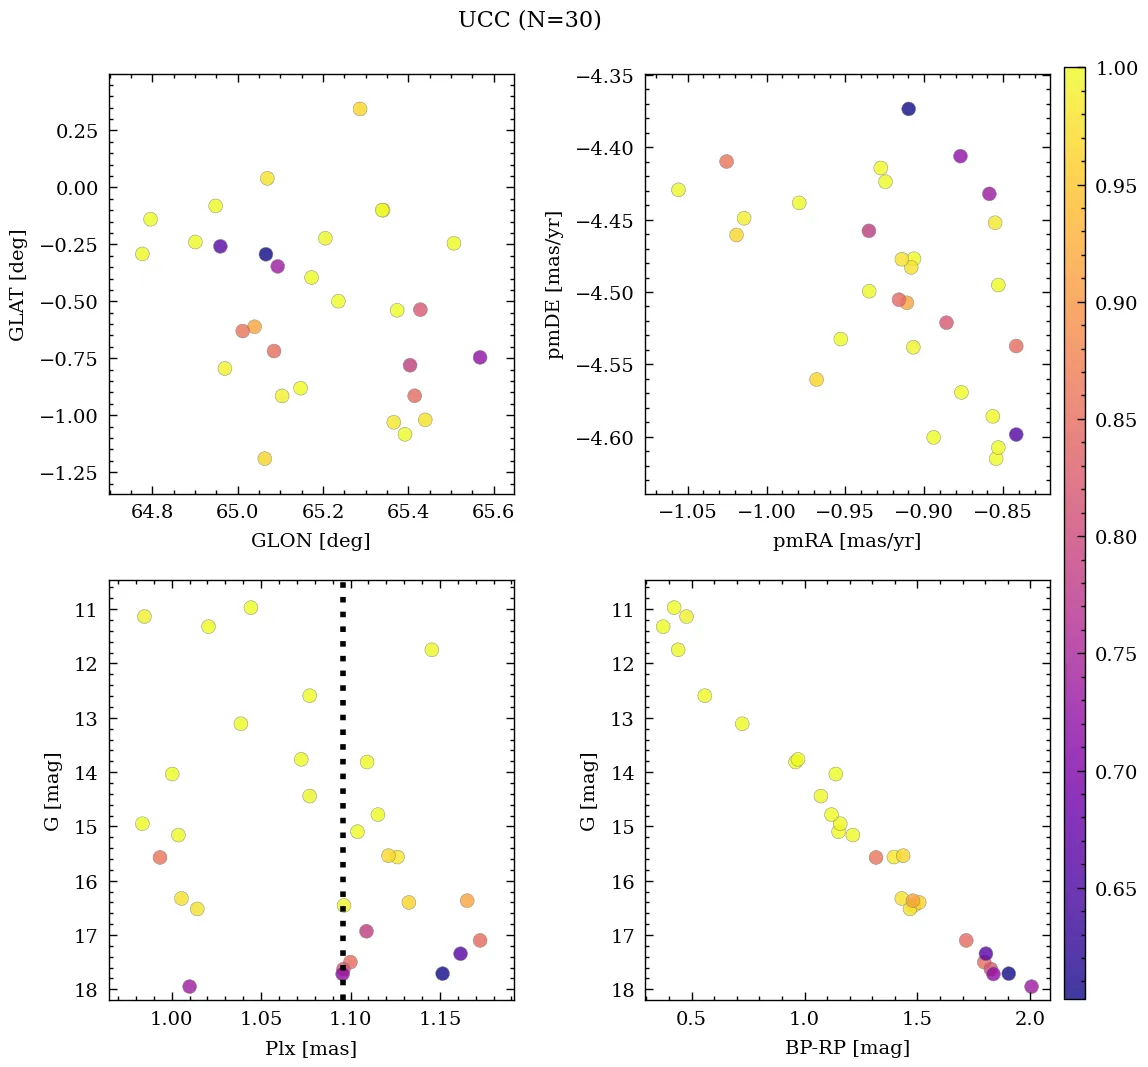 UCC (N=30)
0.25
0.00
−0.25
−0.50
−0.75
−1.00
−1.25
GLAT [deg]
64.8 65.0 65.2 65.4 65.6
GLON [deg]
−4.35
−4.40
−4.45
−4.50
−4.55
−4.60
pmDE [mas/yr]
−1.05 −1.00 −0.95 −0.90 −0.85
pmRA [mas/yr]
11
12
13
14
15
16
17
18
G [mag]
1.00 1.05 1.10 1.15
Plx [mas]
11
12
13
14
15
16
17
18
G [mag]
0.5 1.0 1.5 2.0
BP-RP [mag]
1.00
0.95
0.90
0.85
0.80
0.75
0.70
0.65